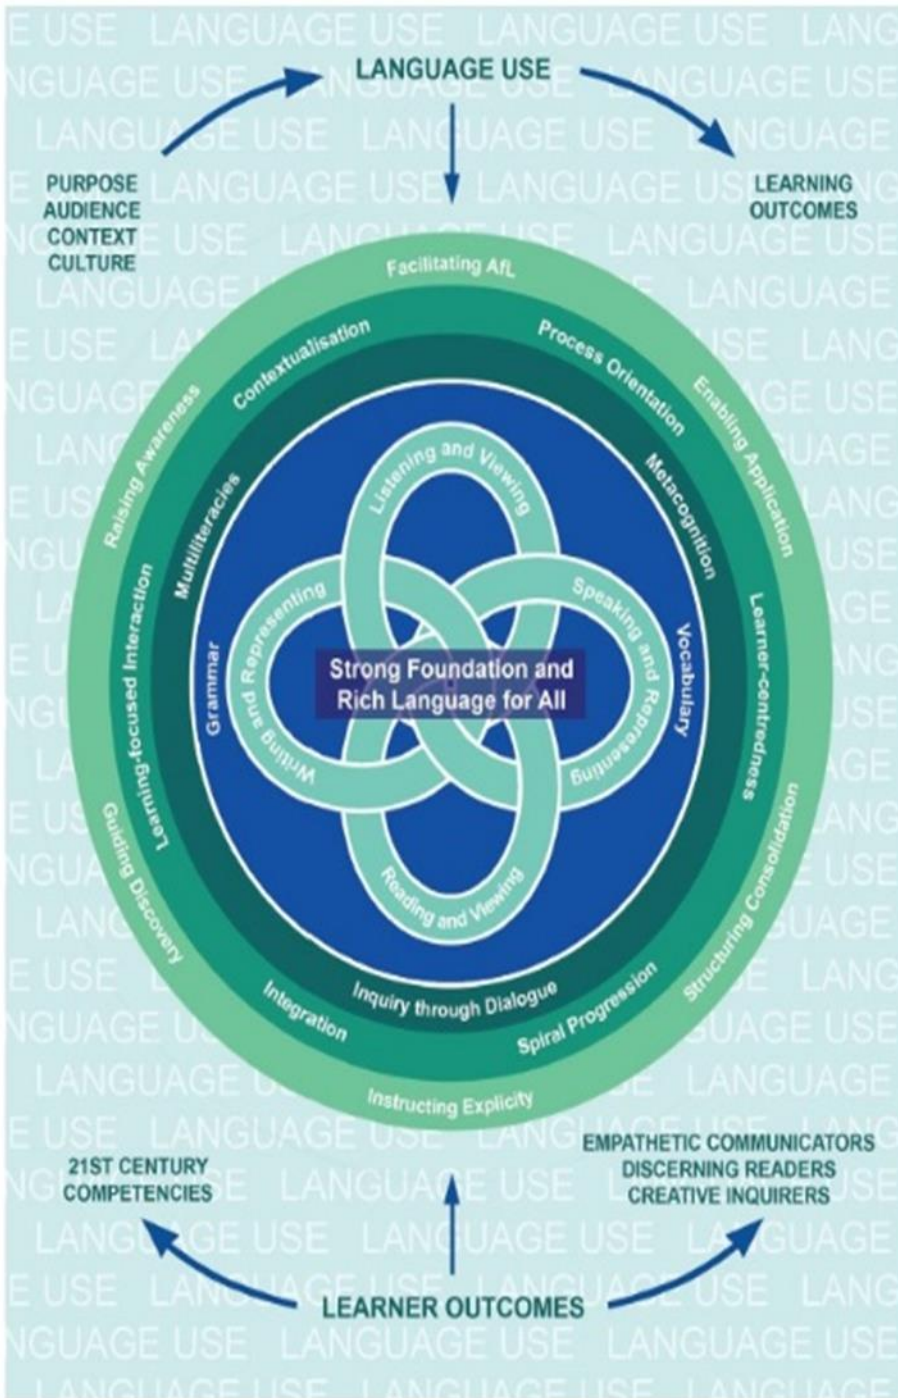 LANGUAGE USE
PURPOSE
AUDIENCE
CONTEXT
CULTURE
LEARNING
OUTCOMES
Facilitating AfL
Raising Awareness
Enabling Application
Guiding Discovery
Structuring Consolidation
Instructing Explicity
Contextualisation
Process Orientation
Learning-focused Interaction
Learner-centredness
Integration
Spiral Progression
Multiliteracies
Metacognition
Inquiry through Dialogue
Grammar
Vocabulary
Listening and Viewing
Writing and Representing
Speaking and Representing
Reading and Viewing
Strong Foundation and
Rich Language for All
21ST CENTURY
COMPETENCIES
EMPATHETIC COMMUNICATORS
DISCERNING READERS
CREATIVE INQUIRERS
LEARNER OUTCOMES